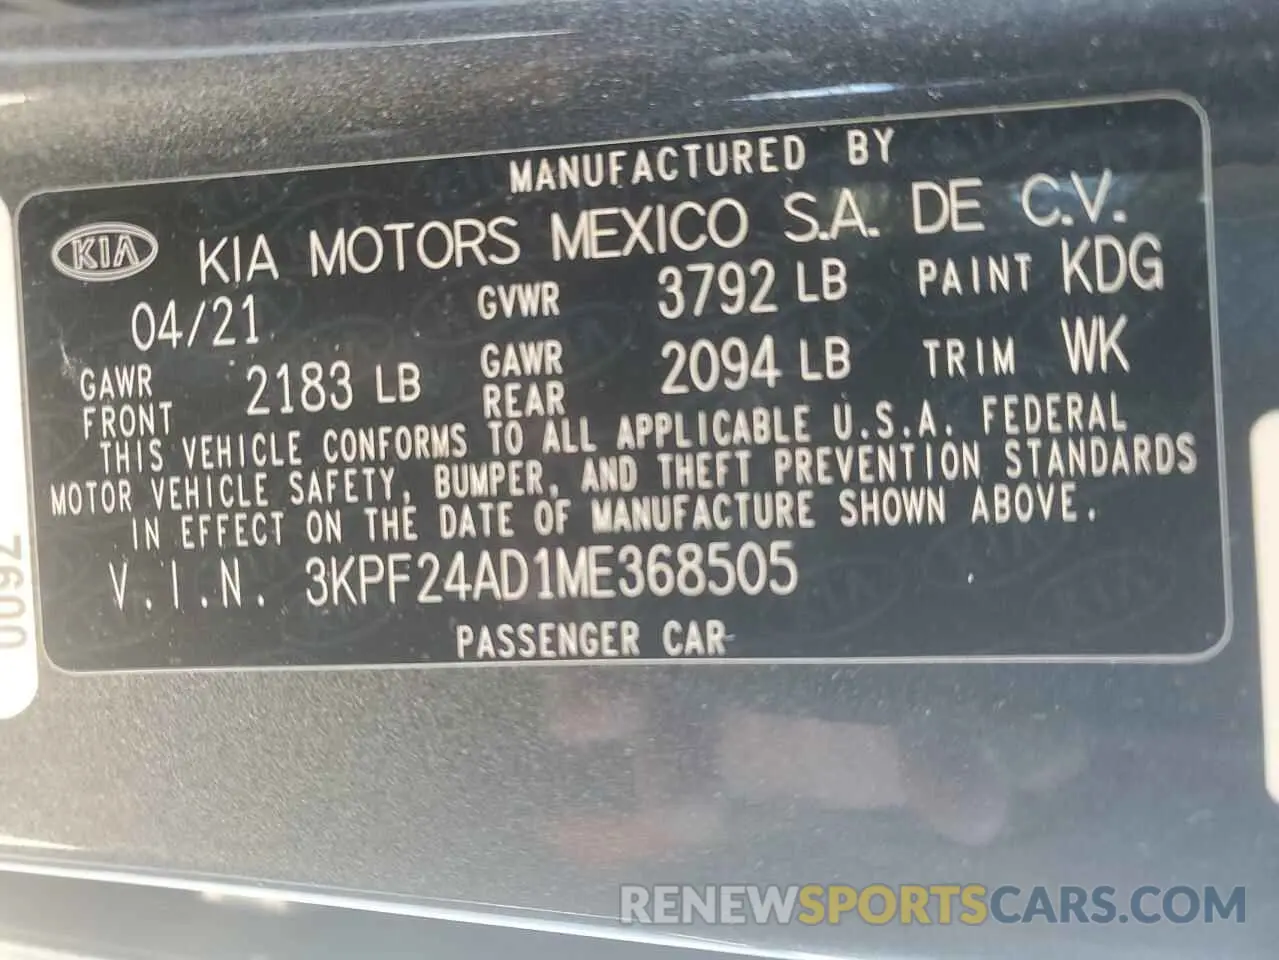 MANUFACTURED BY
KIA KIA MOTORS MEXICO S.A. DE C.V.
04/21 GVWR 3792 LB PAINT KDG
GAWR FRONT 2183 LB GAWR REAR 2094 LB TRIM WK
THIS VEHICLE CONFORMS TO ALL APPLICABLE U.S.A. FEDERAL
MOTOR VEHICLE SAFETY, BUMPER, AND THEFT PREVENTION STANDARDS
IN EFFECT ON THE DATE OF MANUFACTURE SHOWN ABOVE.
V.I.N. 3KPF24AD1ME368505
PASSENGER CAR
RENEWSPORTSCARS.COM